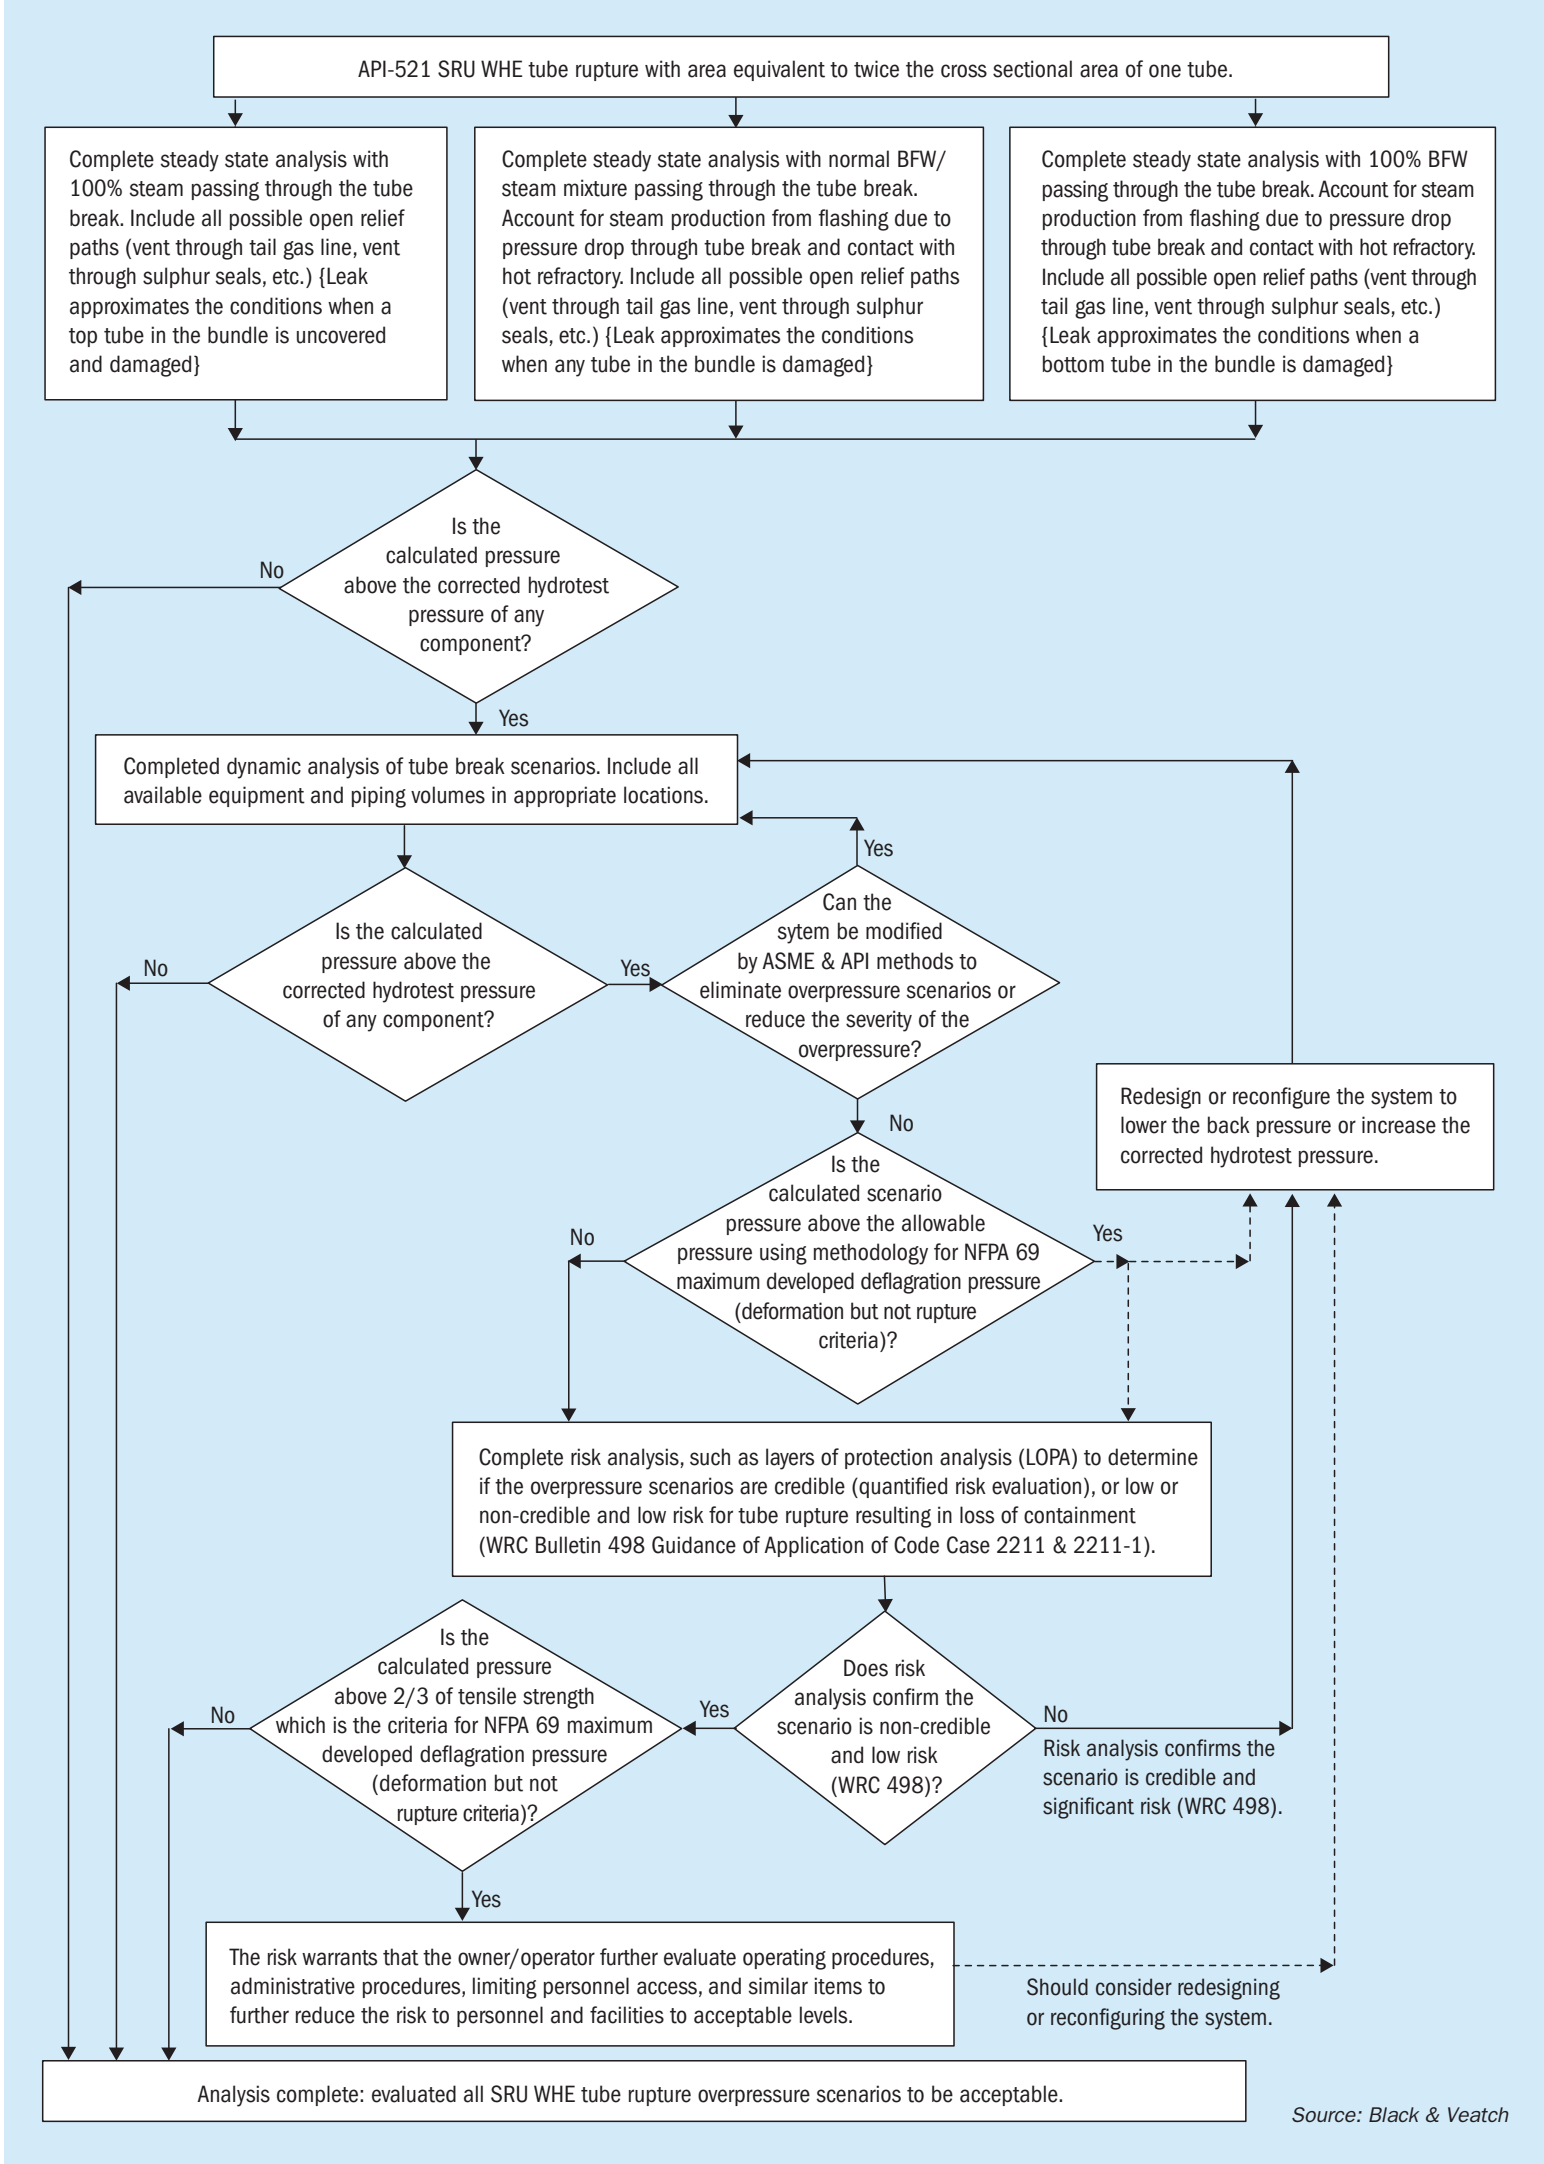 API-521 SRU WHE tube rupture with area equivalent to twice the cross sectional area of one tube.
Complete steady state analysis with
100% steam passing through the tube
break. Include all possible open relief
paths (vent through tail gas line, vent
through sulphur seals, etc.) {Leak
approximates the conditions when a
top tube in the bundle is uncovered
and damaged}
Complete steady state analysis with normal BFW/
steam mixture passing through the tube break.
Account for steam production from flashing due to
pressure drop through tube break and contact with
hot refractory. Include all possible open relief paths
(vent through tail gas line, vent through sulphur
seals, etc.) {Leak approximates the conditions
when any tube in the bundle is damaged}
Complete steady state analysis with 100% BFW
passing through the tube break. Account for steam
production from flashing due to pressure drop
through tube break and contact with hot refractory.
Include all possible open relief paths (vent through
tail gas line, vent through sulphur seals, etc.)
{Leak approximates the conditions when a
bottom tube in the bundle is damaged}
Is the
calculated pressure
above the corrected hydrotest
pressure of any
component?
No
Yes
Completed dynamic analysis of tube break scenarios. Include all
available equipment and piping volumes in appropriate locations.
Is the calculated
pressure above the
corrected hydrotest pressure
of any component?
No
Yes
Can the
sytem be modified
by ASME & API methods to
eliminate overpressure scenarios or
reduce the severity of the
overpressure?
Yes
No
Redesign or reconfigure the system to
lower the back pressure or increase the
corrected hydrotest pressure.
Is the
calculated scenario
pressure above the allowable
pressure using methodology for NFPA 69
maximum developed deflagration pressure
(deformation but not rupture
criteria)?
No
Yes
Complete risk analysis, such as layers of protection analysis (LOPA) to determine
if the overpressure scenarios are credible (quantified risk evaluation), or low or
non-credible and low risk for tube rupture resulting in loss of containment
(WRC Bulletin 498 Guidance of Application of Code Case 2211 & 2211-1).
Does risk
analysis confirm the
scenario is non-credible
and low risk
(WRC 498)?
Yes
No
Risk analysis confirms the
scenario is credible and
significant risk (WRC 498).
Is the
calculated pressure
above 2/3 of tensile strength
which is the criteria for NFPA 69 maximum
developed deflagration pressure
(deformation but not
rupture criteria)?
No
Yes
The risk warrants that the owner/operator further evaluate operating procedures,
administrative procedures, limiting personnel access, and similar items to
further reduce the risk to personnel and facilities to acceptable levels.
Should consider redesigning
or reconfiguring the system.
Analysis complete: evaluated all SRU WHE tube rupture overpressure scenarios to be acceptable.
Source: Black & Veatch